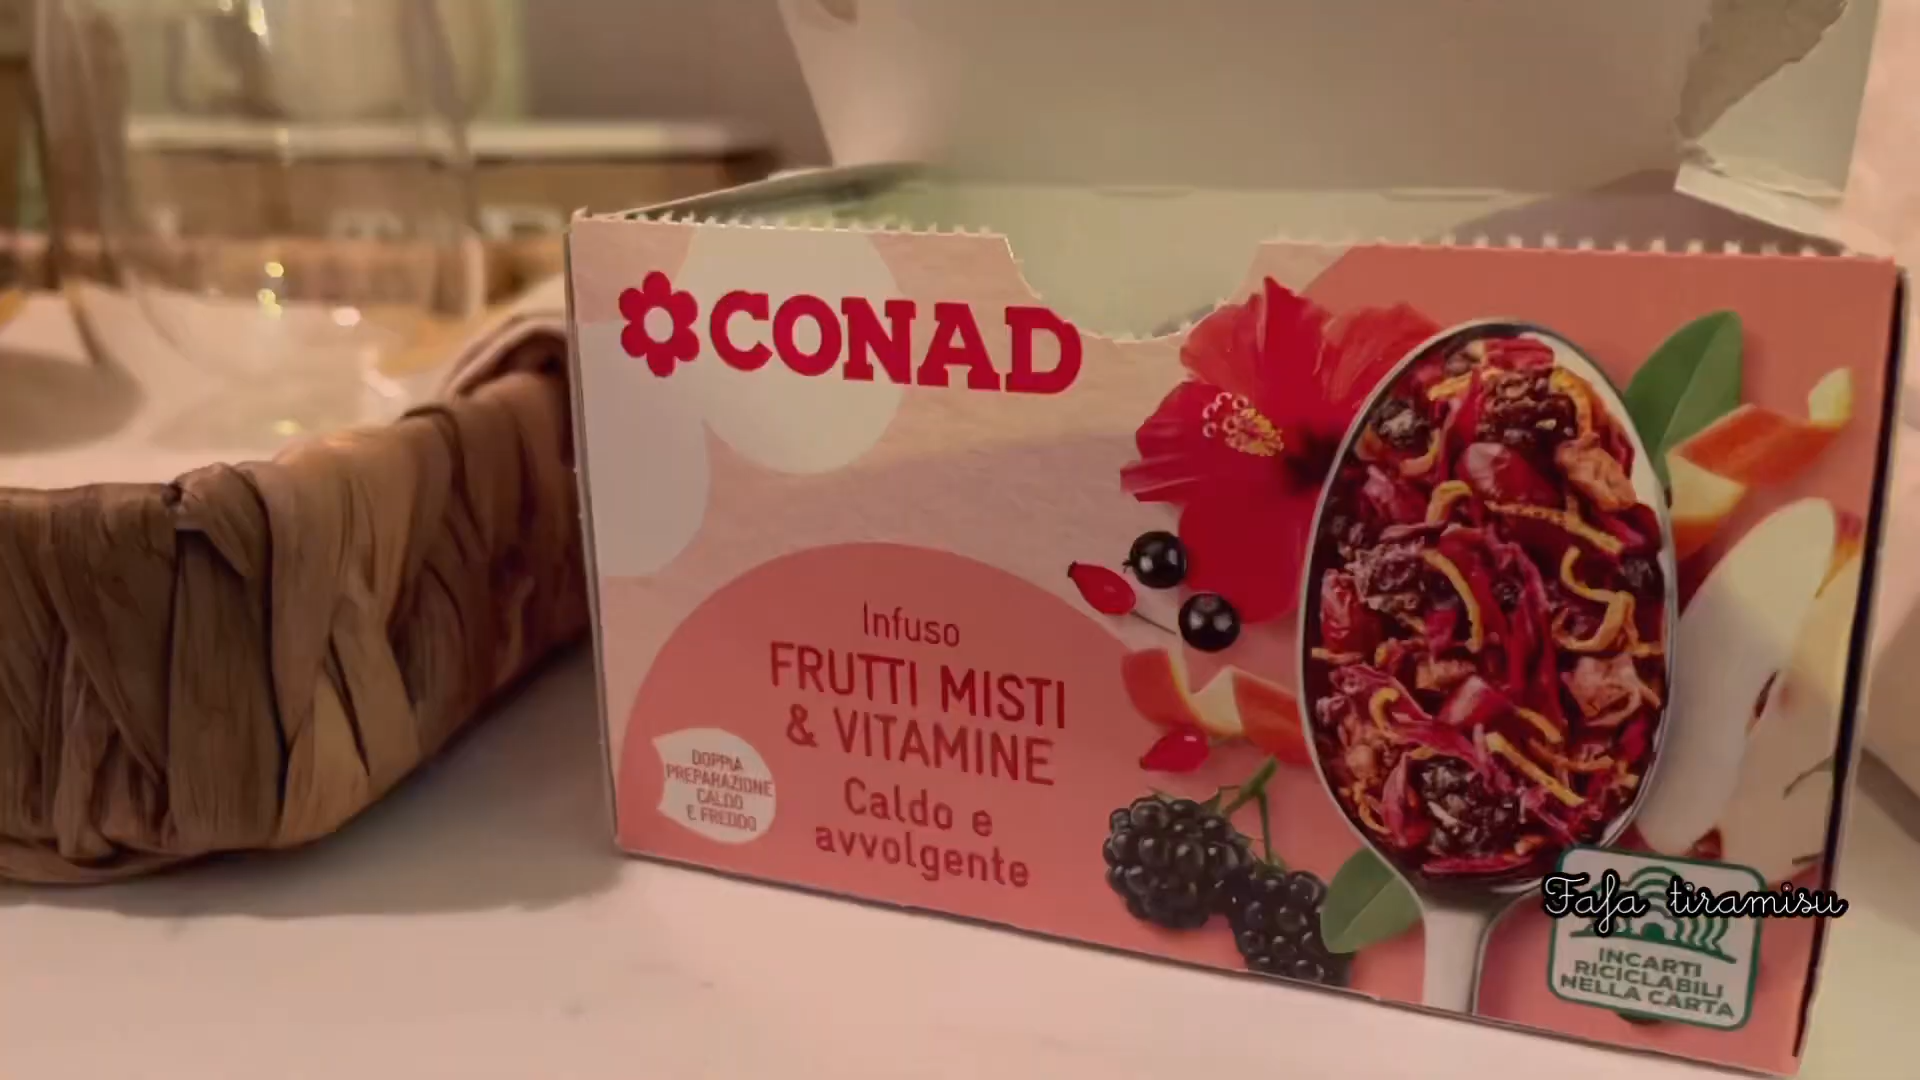 CONAD
Infuso
FRUTTI MISTI
& VITAMINE
Caldo e
avvolgente
DOPPIA
PREPARAZIONE
CALDO
E FREDDO
Fafa tiramisu
INCARTI
RICICLABILI
NELLA CARTA